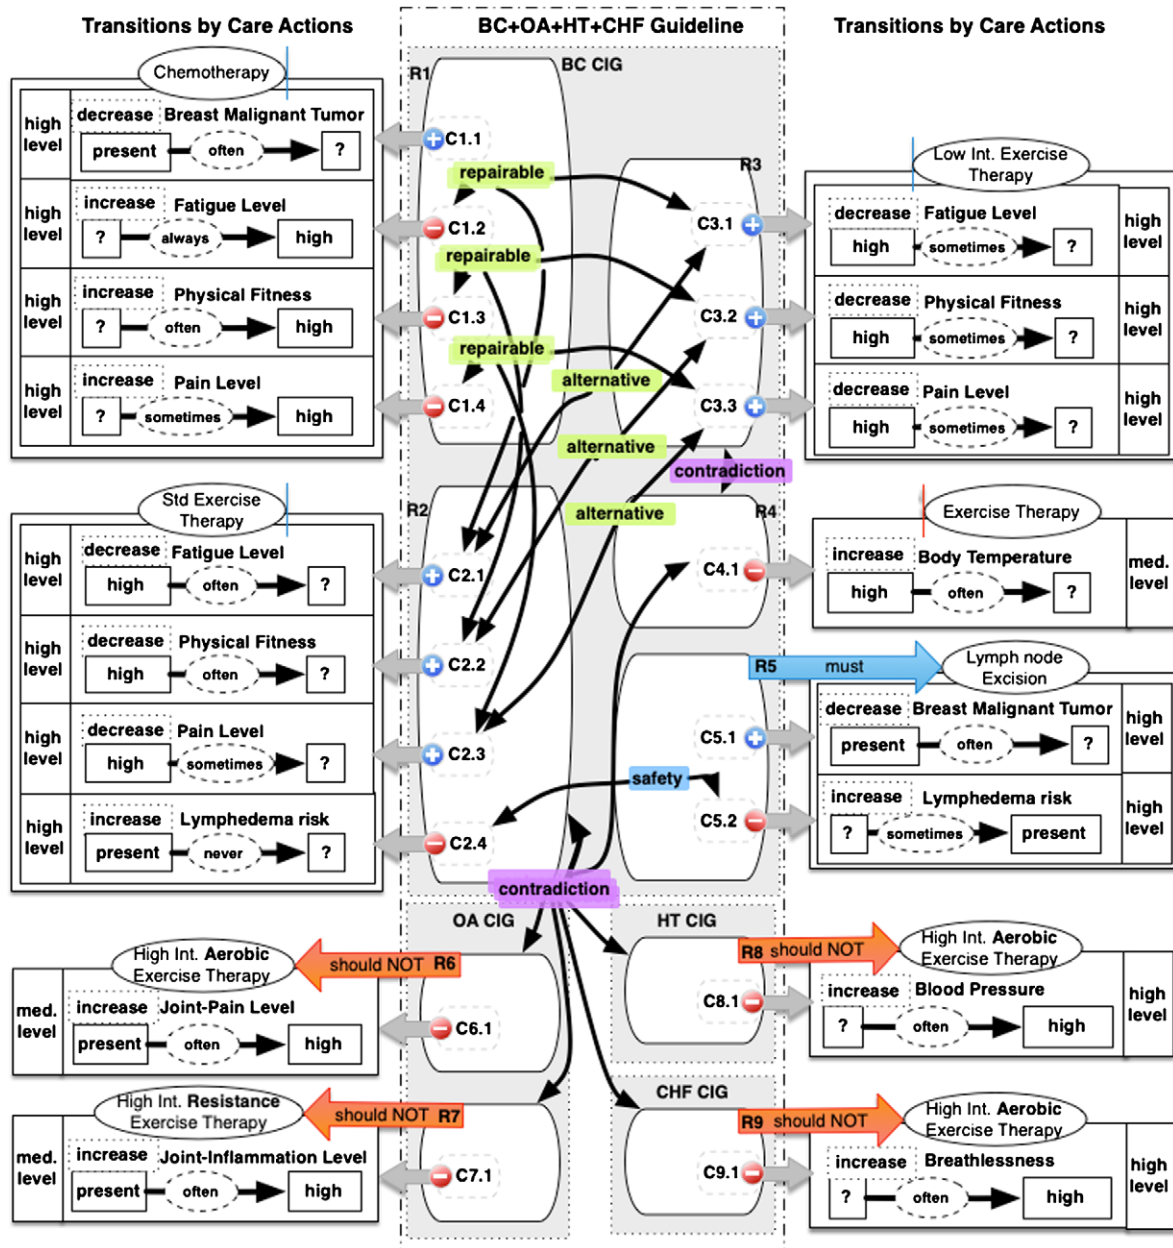 Transitions by Care Actions
BC+OA+HT+CHF Guideline
Transitions by Care Actions
Chemotherapy
high level
decrease Breast Malignant Tumor
present often ?
high level
increase Fatigue Level
? always high
high level
increase Physical Fitness
? often high
high level
increase Pain Level
? sometimes high
Std Exercise
Therapy
high level
decrease Fatigue Level
high often ?
high level
decrease Physical Fitness
high often ?
high level
decrease Pain Level
high sometimes ?
high level
increase Lymphedema risk
present never ?
High Int. Aerobic
Exercise Therapy
should NOT R6
med. level
increase Joint-Pain Level
present often high
High Int. Resistance
Exercise Therapy
should NOT R7
med. level
increase Joint-Inflammation Level
present often high
R1
BC CIG
C1.1
repairable
C1.2
repairable
C1.3
repairable
C1.4
R3
C3.1
C3.2
alternative
C3.3
alternative
contradiction
alternative
R2
C2.1
C2.2
C2.3
C2.4
R4
C4.1
R5 must
C5.1
safety
C5.2
contradiction
OA CIG
C6.1
C7.1
HT CIG
C8.1
CHF CIG
C9.1
Low Int. Exercise
Therapy
decrease Fatigue Level
high sometimes ?
high level
decrease Physical Fitness
high sometimes ?
high level
decrease Pain Level
high sometimes ?
high level
Exercise Therapy
increase Body Temperature
high often ?
med. level
Lymph node
Excision
decrease Breast Malignant Tumor
present often ?
high level
increase Lymphedema risk
? sometimes present
high level
R8 should NOT
High Int. Aerobic
Exercise Therapy
increase Blood Pressure
? often high
high level
R9 should NOT
High Int. Aerobic
Exercise Therapy
increase Breathlessness
? often high
high level